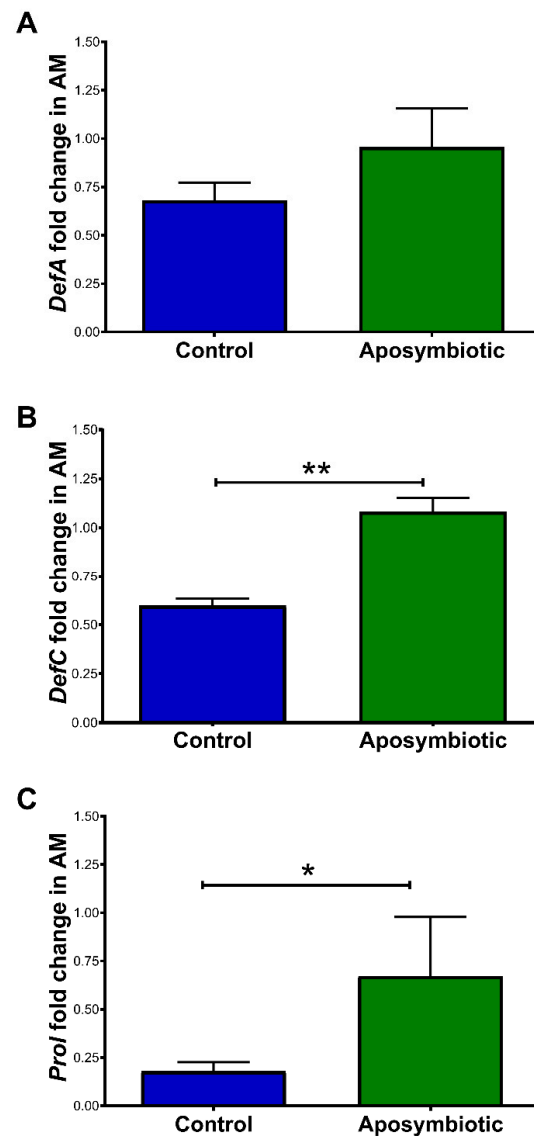 A
DefA fold change in AM
1.50
1.25
1.00
0.75
0.50
0.25
0.00
Control Aposymbiotic
B
DefC fold change in AM
1.50
1.25
1.00
0.75
0.50
0.25
0.00
**
Control Aposymbiotic
C
ProI fold change in AM
1.50
1.25
1.00
0.75
0.50
0.25
0.00
*
Control Aposymbiotic